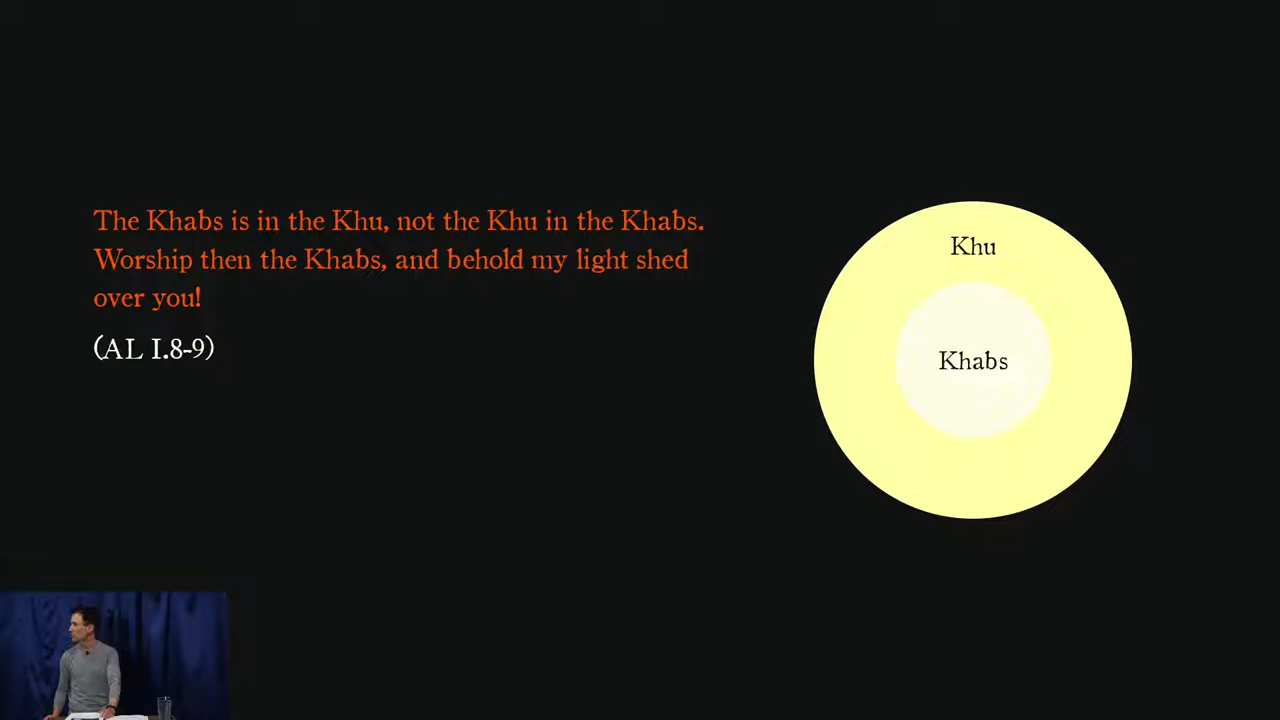 The Khabs is in the Khu, not the Khu in the Khabs.
Worship then the Khabs, and behold my light shed
over you!
(AL I.8-9)
Khu
Khabs